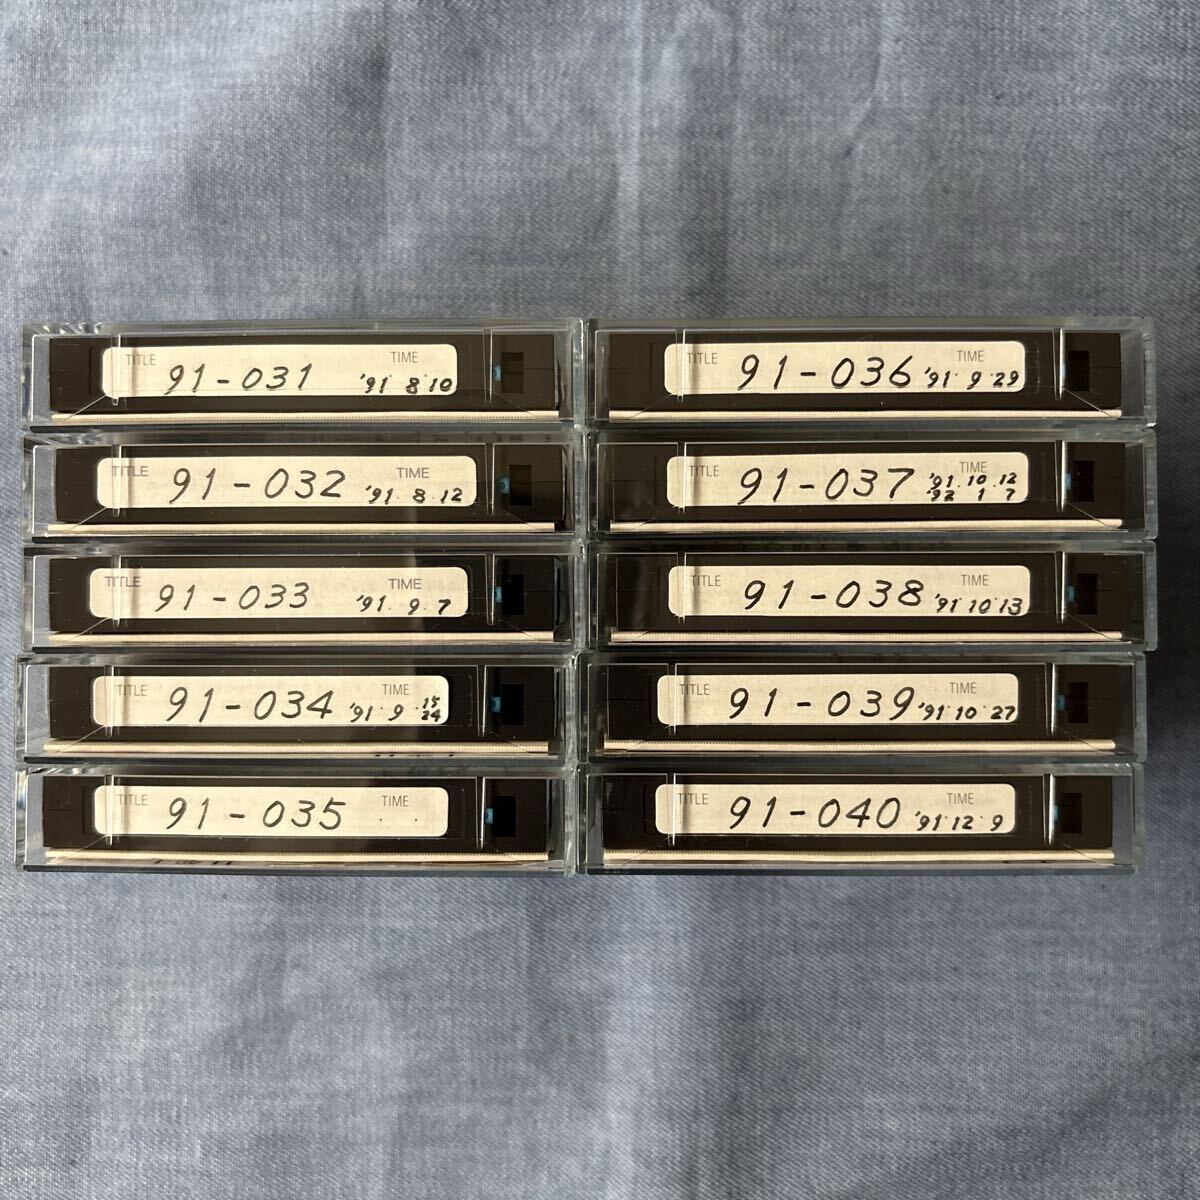 TITLE 91-031 TIME '91. 8. 10
TITLE 91-032 TIME '91. 8. 12
TITLE 91-033 TIME '91. 9. 7
TITLE 91-034 TIME '91. 9. 15
24
TITLE 91-035 TIME
TITLE 91-036 TIME '91. 9. 29
TITLE 91-037 TIME '91. 10. 12
'92 1 7
TITLE 91-038 TIME '91. 10. 13
TITLE 91-039 TIME '91. 10. 27
TITLE 91-040 TIME '91. 12. 9